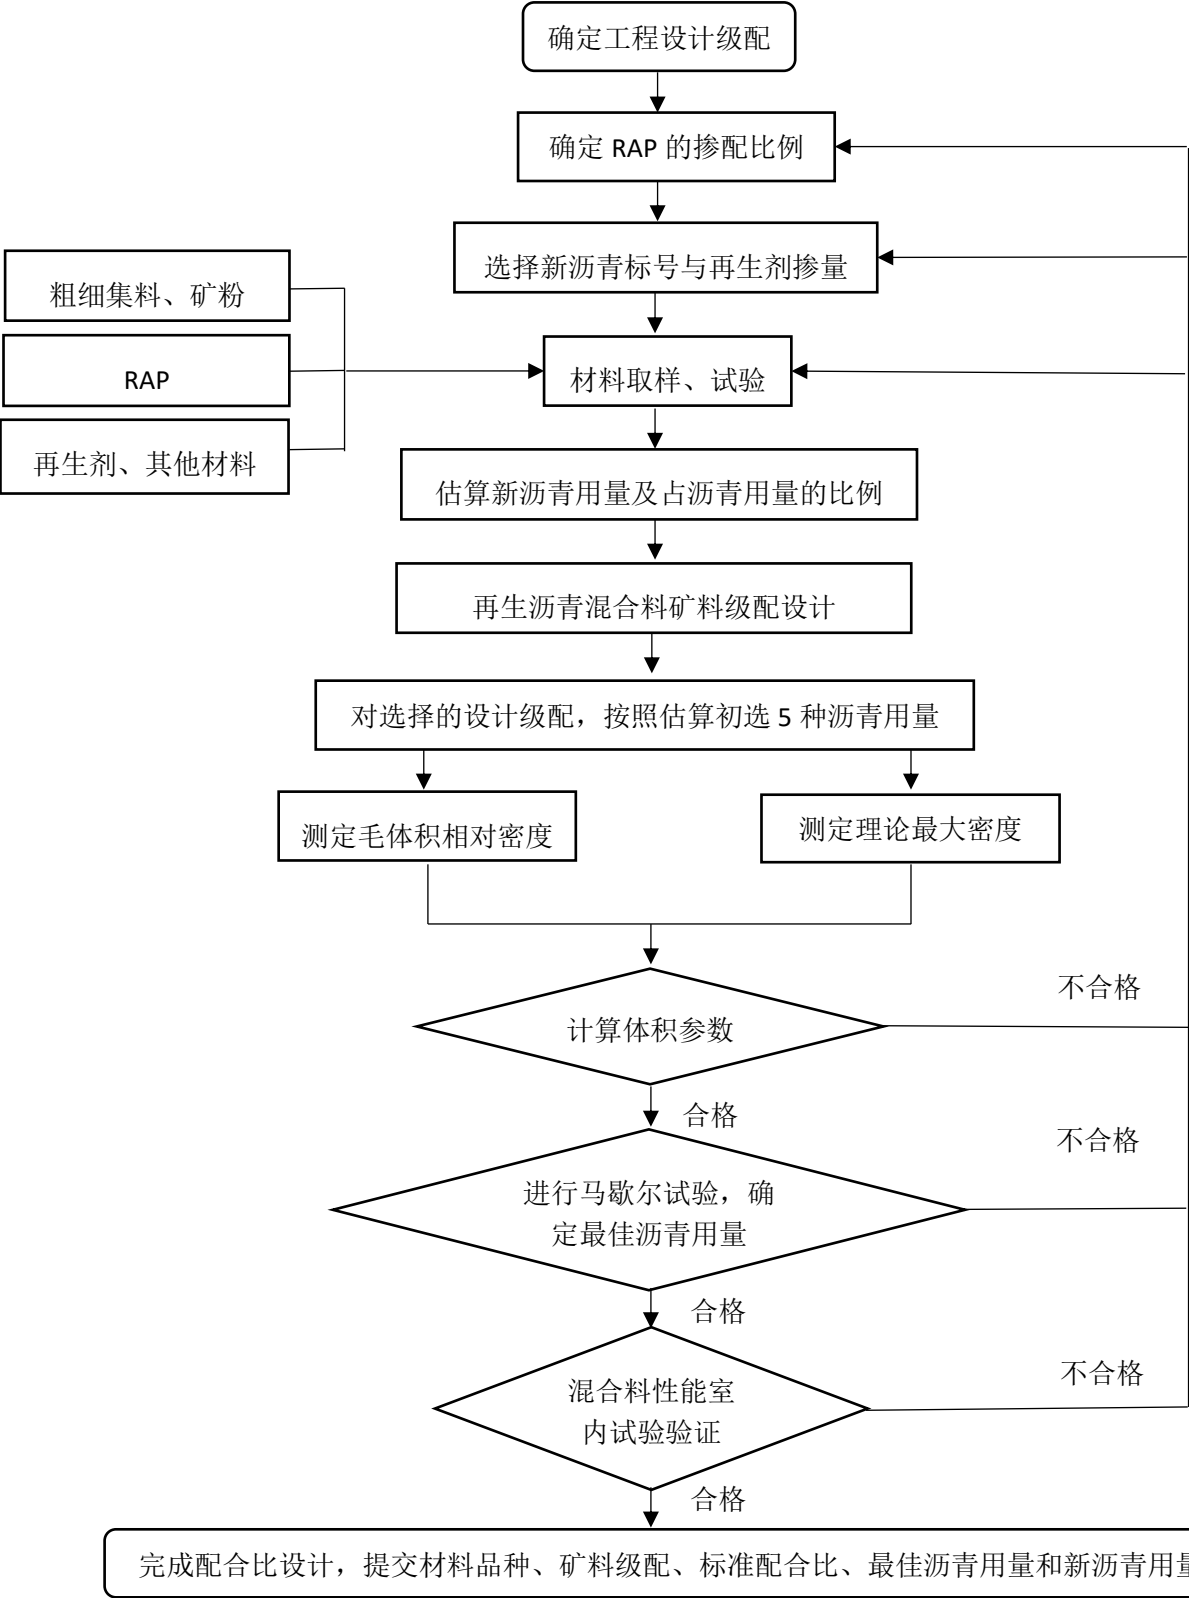 确定工程设计级配
确定 RAP 的掺配比例
选择新沥青标号与再生剂掺量
粗细集料、矿粉
RAP
材料取样、试验
再生剂、其他材料
估算新沥青用量及占沥青用量的比例
再生沥青混合料矿料级配设计
对选择的设计级配，按照估算初选 5 种沥青用量
测定毛体积相对密度
测定理论最大密度
不合格
计算体积参数
合格
不合格
进行马歇尔试验，确
定最佳沥青用量
合格
不合格
混合料性能室
内试验验证
合格
完成配合比设计，提交材料品种、矿料级配、标准配合比、最佳沥青用量和新沥青用量